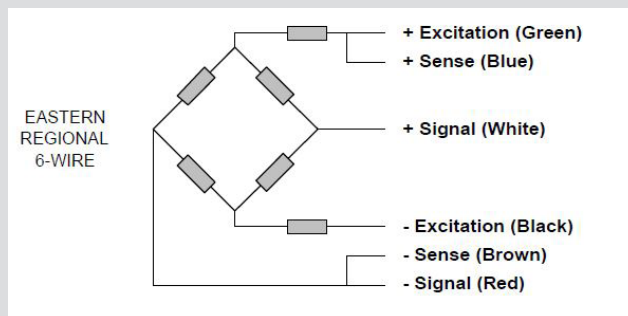 + Excitation (Green)
+ Sense (Blue)
EASTERN
REGIONAL
6-WIRE
+ Signal (White)
- Excitation (Black)
- Sense (Brown)
- Signal (Red)